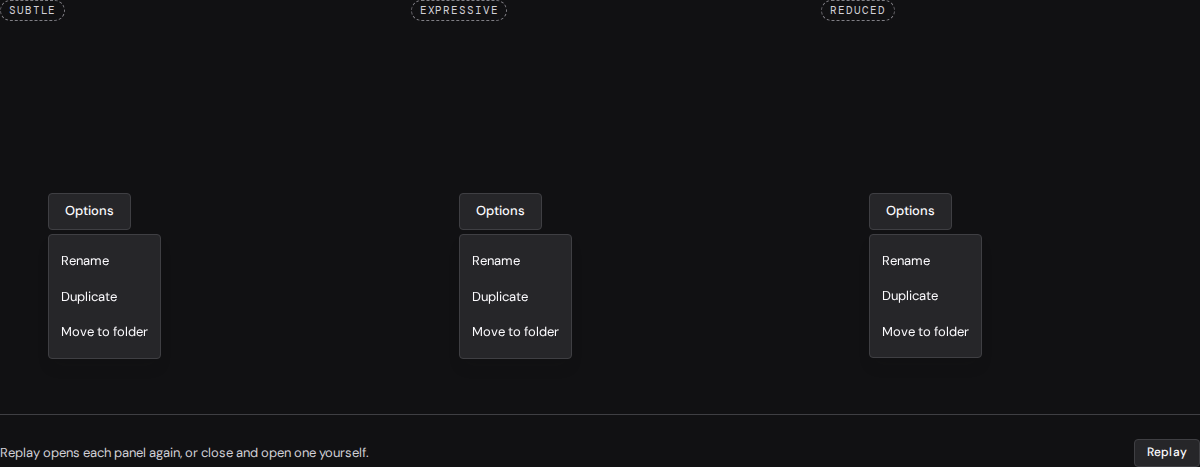 SUBTLE
EXPRESSIVE
REDUCED
Options
Rename
Duplicate
Move to folder
Options
Rename
Duplicate
Move to folder
Options
Rename
Duplicate
Move to folder
Replay opens each panel again, or close and open one yourself.
Replay